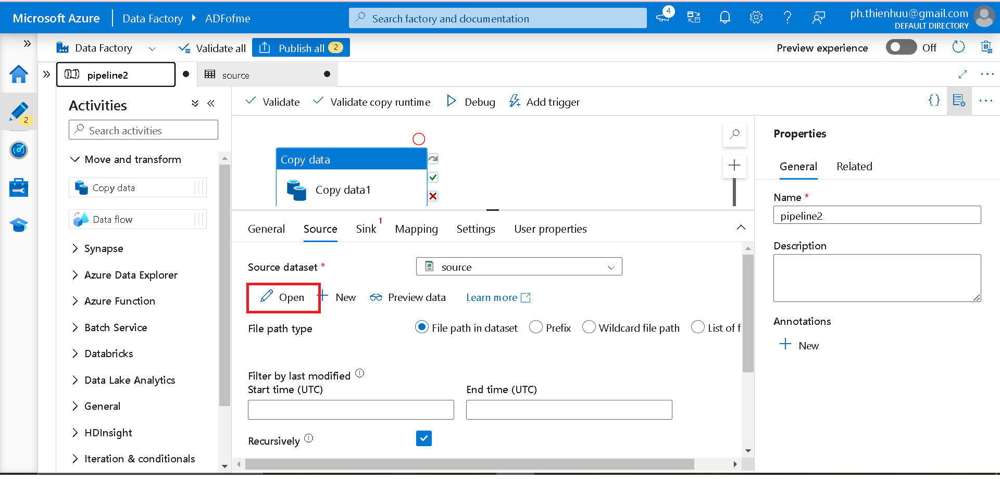 Microsoft Azure
Data Factory
ADFofme
Search factory and documentation
4
ph.thienhuu@gmail.com
DEFAULT DIRECTORY
Data Factory
Validate all
Publish all
2
Preview experience
Off
pipeline2
source
Activities
Search activities
2
Move and transform
Copy data
Data flow
Synapse
Azure Data Explorer
Azure Function
Batch Service
Databricks
Data Lake Analytics
General
HDInsight
Iteration & conditionals
Validate
Validate copy runtime
Debug
Add trigger
{}
Copy data
Copy data1
General
Source
Sink 1
Mapping
Settings
User properties
Source dataset *
source
Open
New
Preview data
Learn more
File path type
File path in dataset
Prefix
Wildcard file path
List of f
Filter by last modified
Start time (UTC)
End time (UTC)
Recursively
Properties
General
Related
Name *
pipeline2
Description
Annotations
New